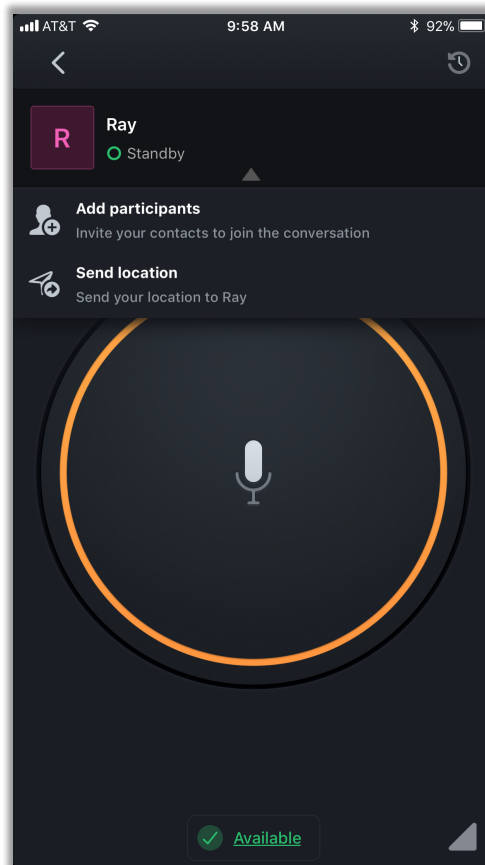 AT&T 9:58 AM 92%
R
Ray
Standby
Add participants
Invite your contacts to join the conversation
Send location
Send your location to Ray
Available